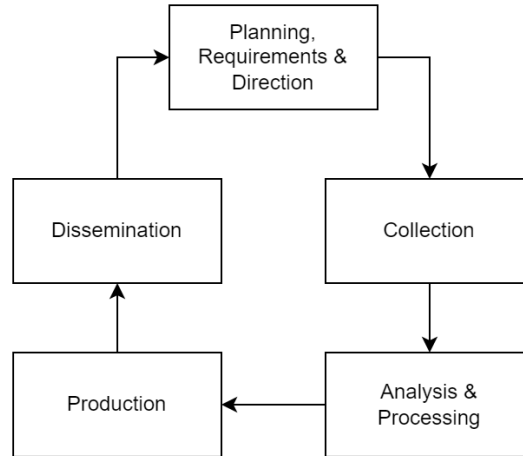 Planning,
Requirements &
Direction
Dissemination
Collection
Production
Analysis &
Processing